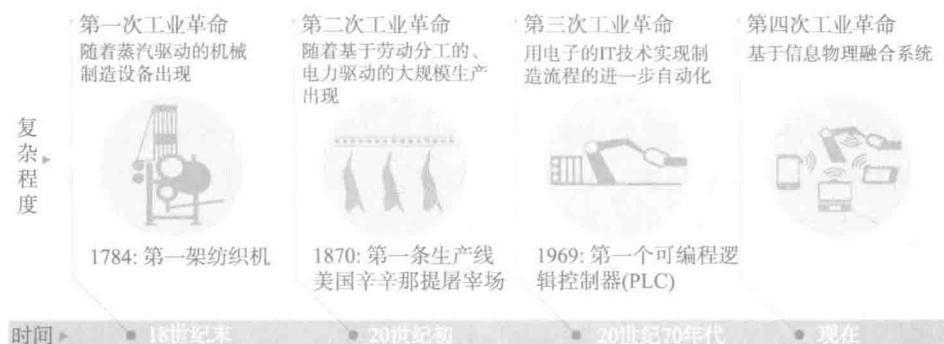 第一次工业革命
随着蒸汽驱动的机械
制造设备出现
第二次工业革命
随着基于劳动分工的、
电力驱动的大规模生产
出现
第三次工业革命
用电子的IT技术实现制
造流程的进一步自动化
第四次工业革命
基于信息物理融合系统
复杂程度
1784: 第一架纺织机
1870: 第一条生产线
美国辛辛那提屠宰场
1969: 第一个可编程逻
辑控制器(PLC)
时间
18世纪末
20世纪初
20世纪70年代
现在